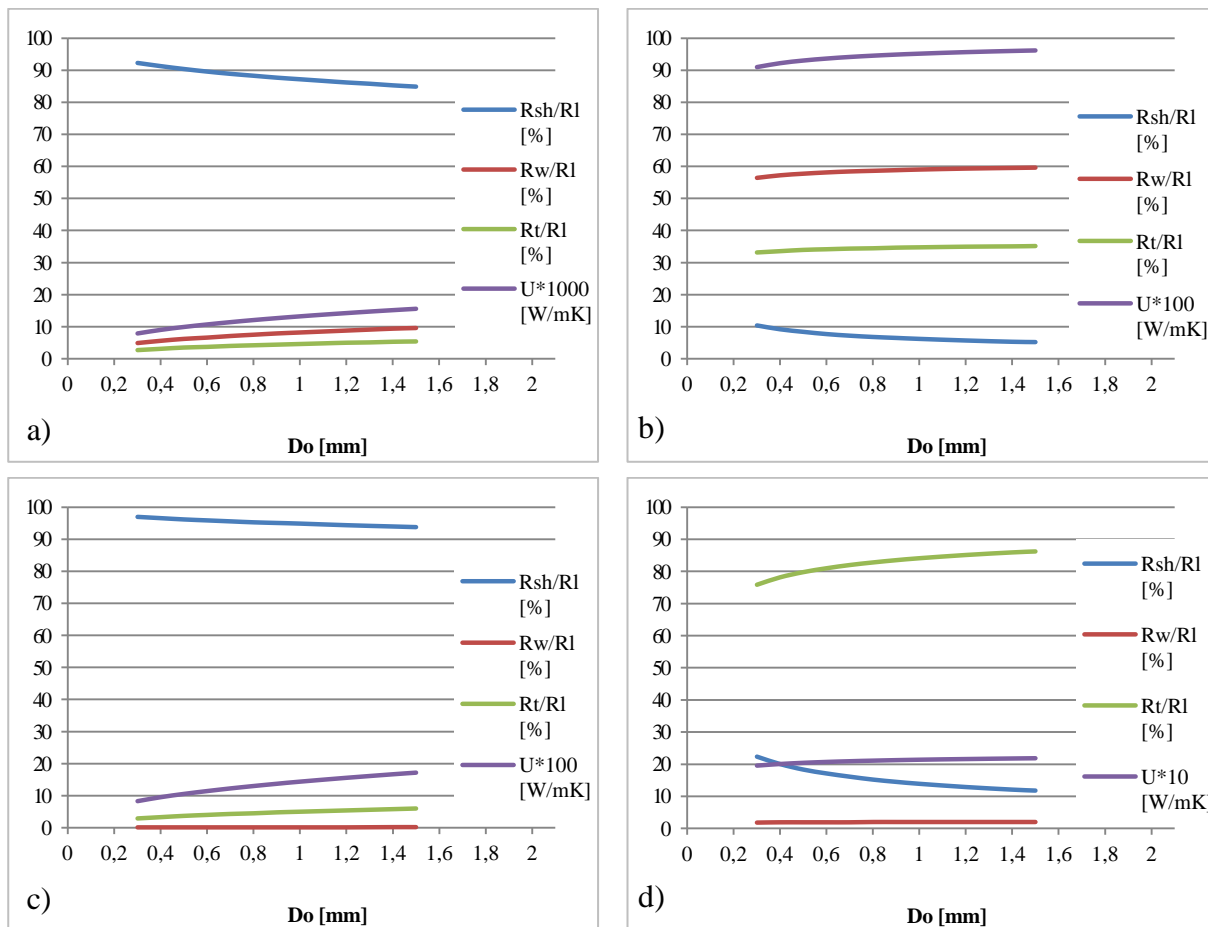 100
90
80
70
60
50
40
30
20
10
0
0 0,2 0,4 0,6 0,8 1 1,2 1,4 1,6 1,8 2
Rsh/Rl
[%]
Rw/Rl
[%]
Rt/Rl
[%]
U*1000
[W/mK]
a)
Do [mm]
100
90
80
70
60
50
40
30
20
10
0
0 0,2 0,4 0,6 0,8 1 1,2 1,4 1,6 1,8 2
Rsh/Rl
[%]
Rw/Rl
[%]
Rt/Rl
[%]
U*100
[W/mK]
b)
Do [mm]
100
90
80
70
60
50
40
30
20
10
0
0 0,2 0,4 0,6 0,8 1 1,2 1,4 1,6 1,8 2
Rsh/Rl
[%]
Rw/Rl
[%]
Rt/Rl
[%]
U*100
[W/mK]
c)
Do [mm]
100
90
80
70
60
50
40
30
20
10
0
0 0,2 0,4 0,6 0,8 1 1,2 1,4 1,6 1,8 2
Rsh/Rl
[%]
Rw/Rl
[%]
Rt/Rl
[%]
U*10
[W/mK]
d)
Do [mm]